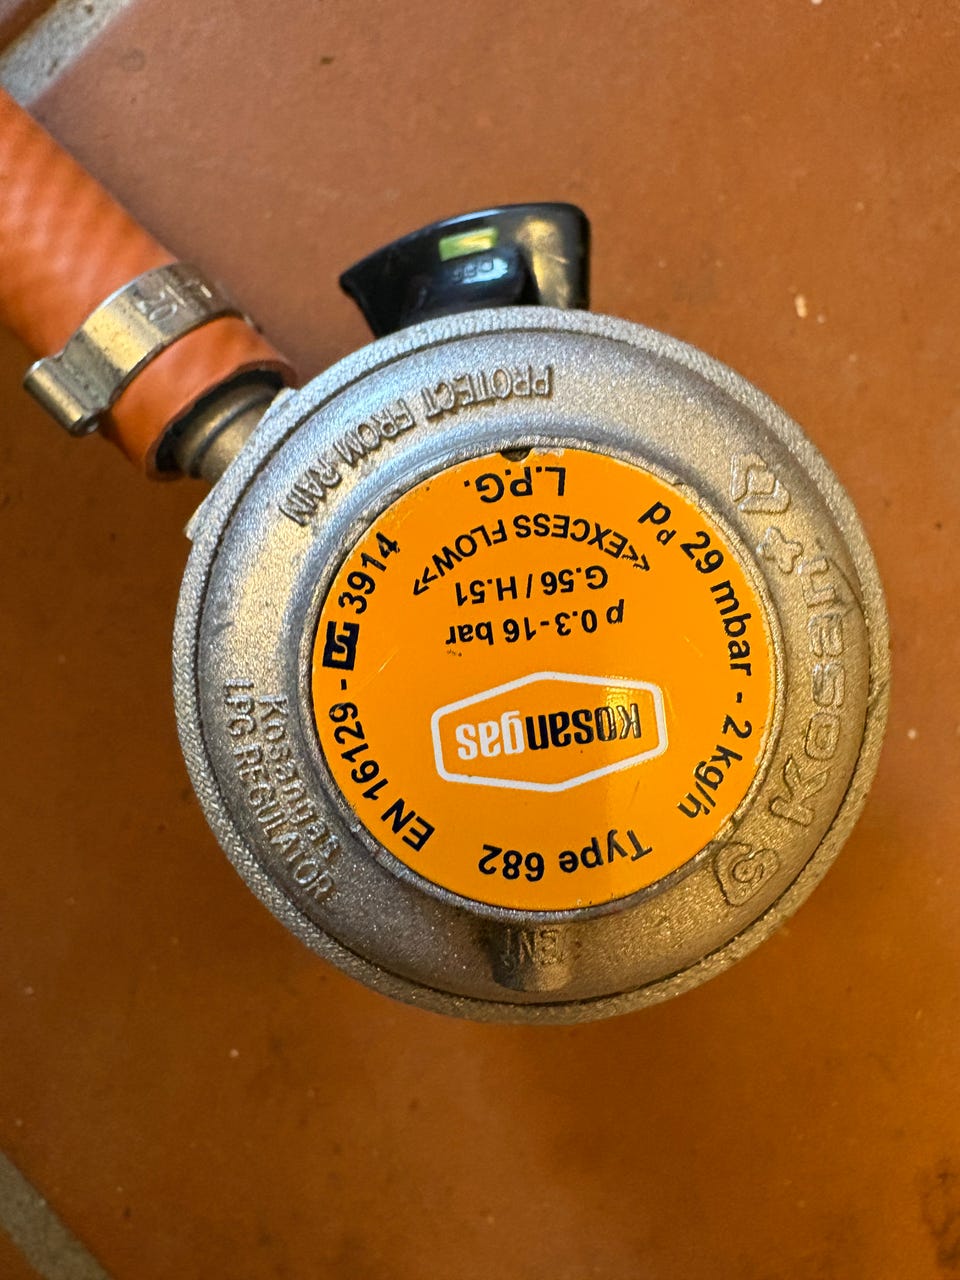 PROTECT FROM RAIN
L.P.G.
<<EXCESS FLOW>>
G.56 / H.51
p 0.3-16 bar
Kosangas
Type 682
EN 16129 - 3914
pd 29 mbar - 2 kg/h
Kosangas
LPG REGULATOR
VENT